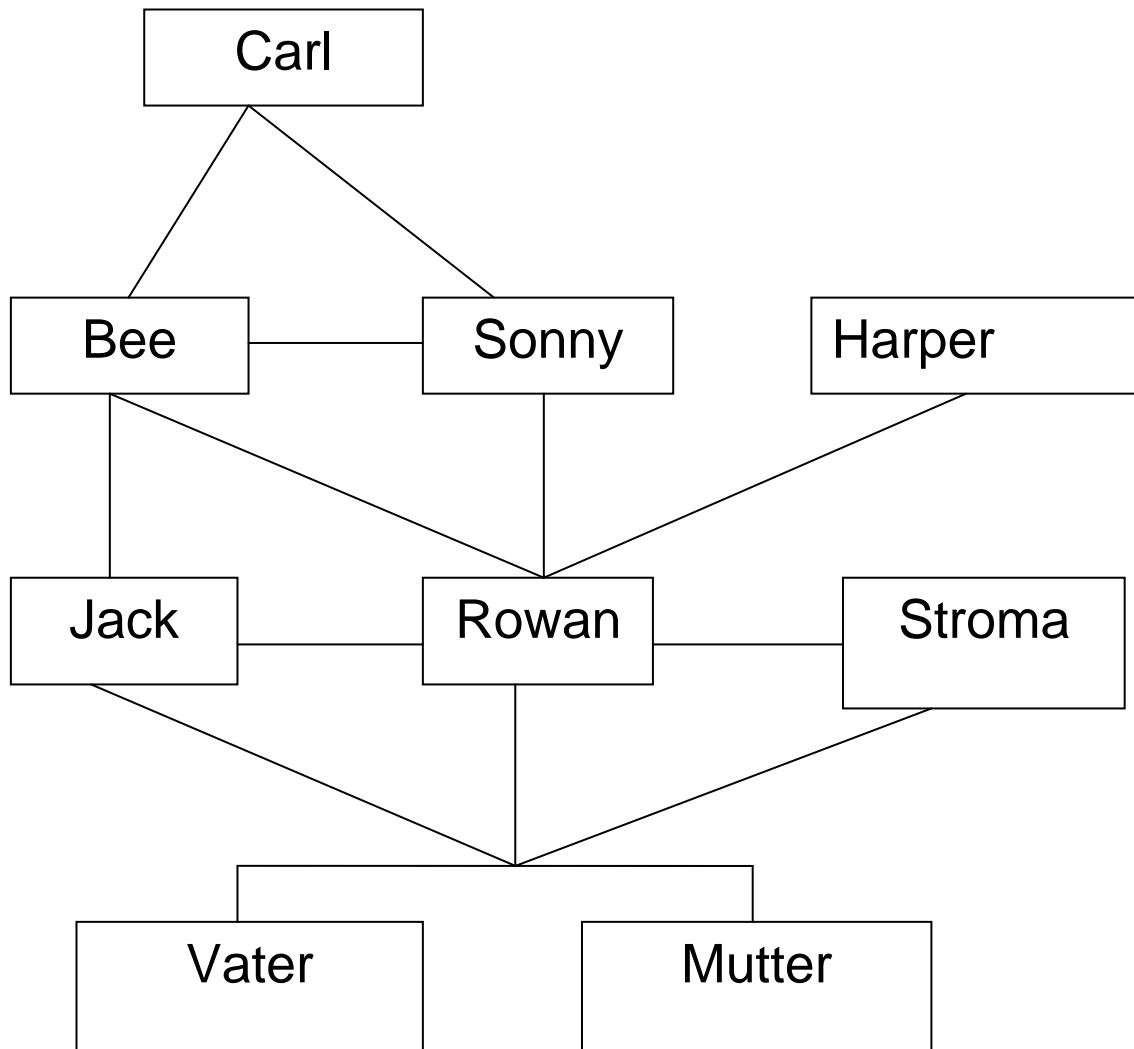 Carl
Bee
Sonny
Harper
Jack
Rowan
Stroma
Vater
Mutter